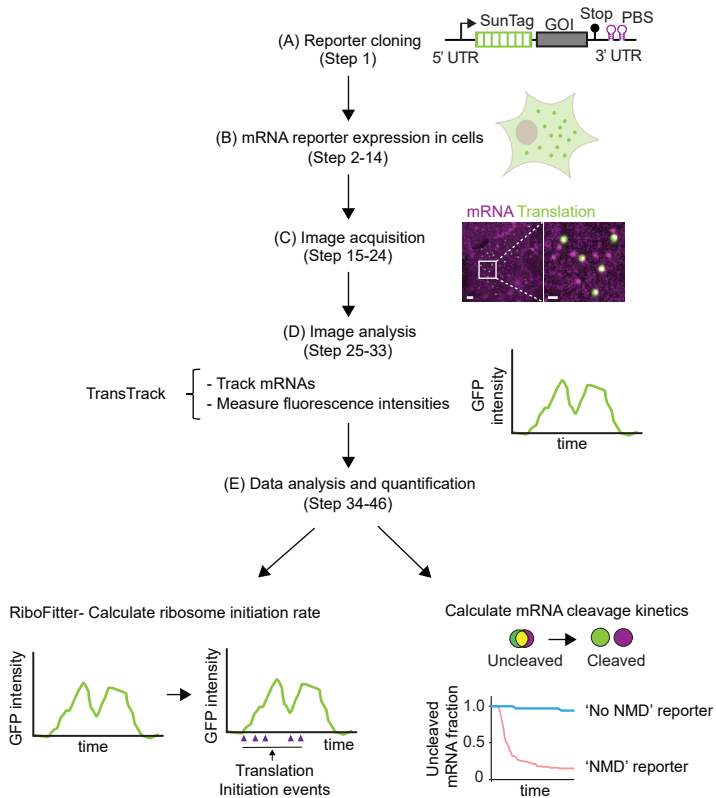 (A) Reporter cloning
(Step 1)
SunTag
GOI
Stop
PBS
5' UTR
3' UTR
(B) mRNA reporter expression in cells
(Step 2-14)
mRNA Translation
(C) Image acquisition
(Step 15-24)
(D) Image analysis
(Step 25-33)
TransTrack
- Track mRNAs
- Measure fluorescence intensities
GFP
intensity
time
(E) Data analysis and quantification
(Step 34-46)
RiboFitter- Calculate ribosome initiation rate
GFP intensity
time
GFP intensity
time
Translation
Initiation events
Calculate mRNA cleavage kinetics
Uncleaved
Cleaved
Uncleaved
mRNA fraction
1.0
0.5
0
time
‘No NMD’ reporter
‘NMD’ reporter